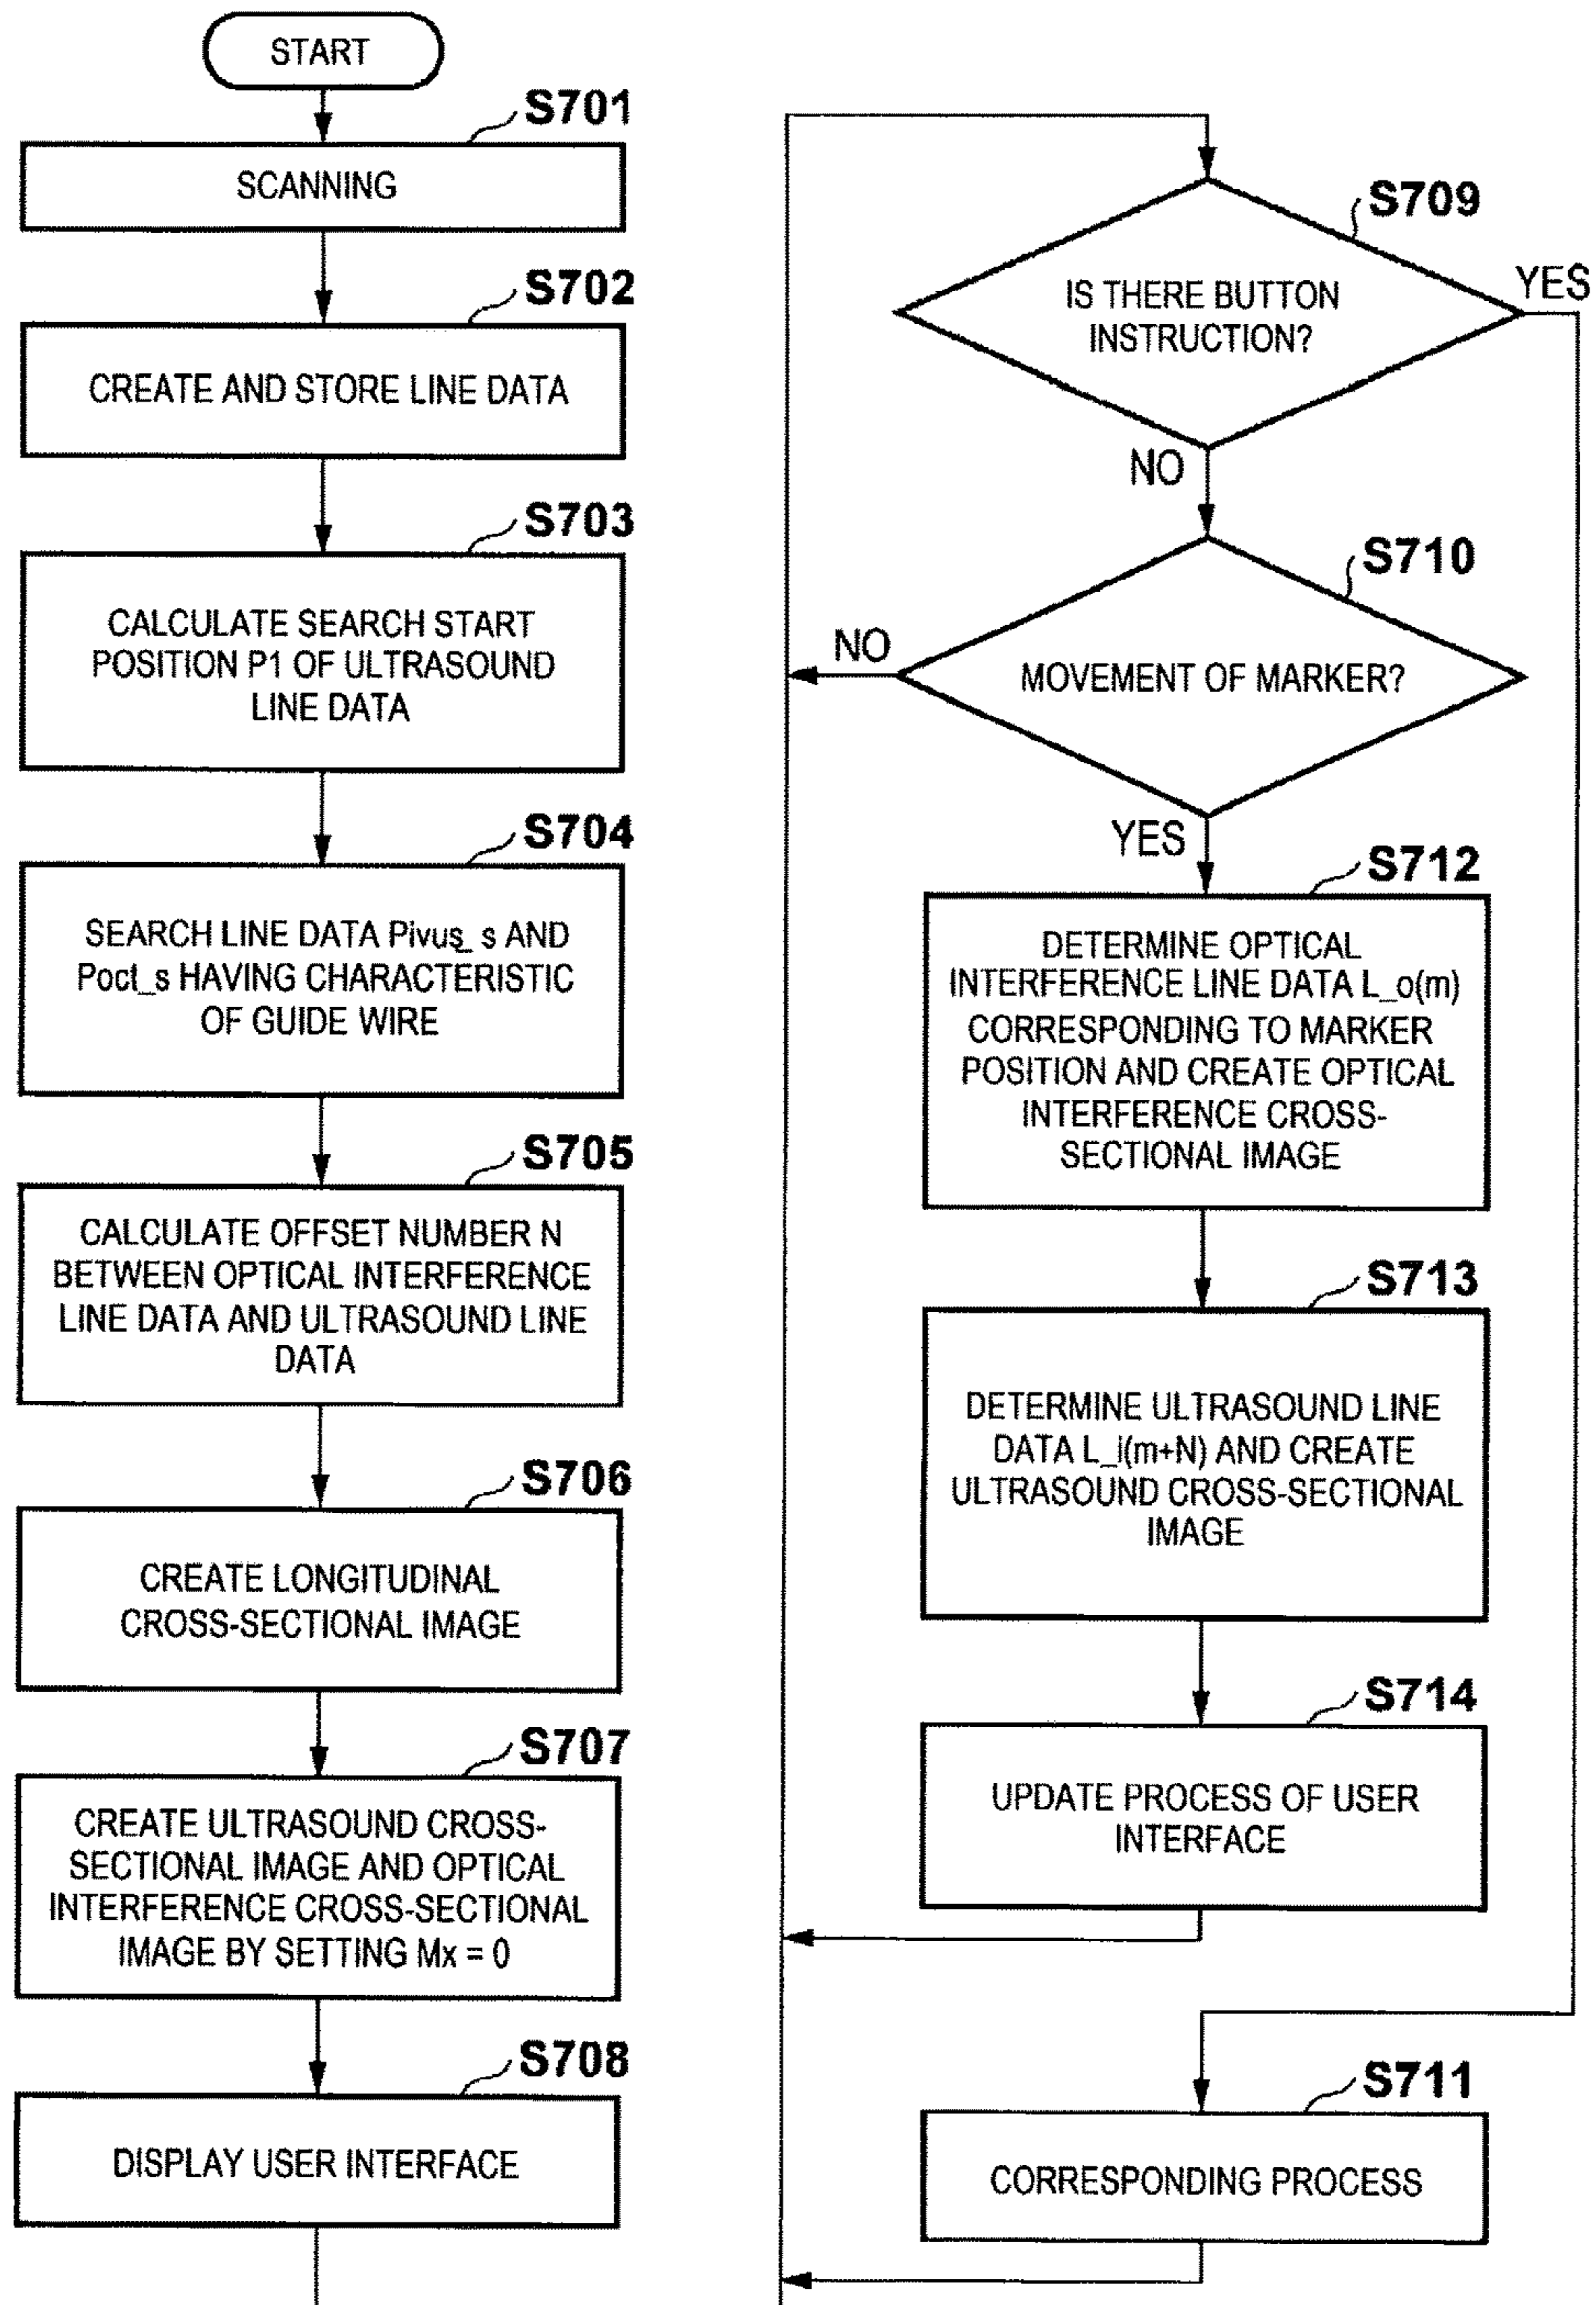 START
S701
SCANNING
S702
CREATE AND STORE LINE DATA
S703
CALCULATE SEARCH START
POSITION P1 OF ULTRASOUND
LINE DATA
S704
SEARCH LINE DATA Pivus_s AND
Poct_s HAVING CHARACTERISTIC
OF GUIDE WIRE
S705
CALCULATE OFFSET NUMBER N
BETWEEN OPTICAL INTERFERENCE
LINE DATA AND ULTRASOUND LINE
DATA
S706
CREATE LONGITUDINAL
CROSS-SECTIONAL IMAGE
S707
CREATE ULTRASOUND CROSS-
SECTIONAL IMAGE AND OPTICAL
INTERFERENCE CROSS-SECTIONAL
IMAGE BY SETTING Mx = 0
S708
DISPLAY USER INTERFACE
S709
IS THERE BUTTON
INSTRUCTION?
YES
NO
S710
MOVEMENT OF MARKER?
NO
YES
S712
DETERMINE OPTICAL
INTERFERENCE LINE DATA L_o(m)
CORRESPONDING TO MARKER
POSITION AND CREATE OPTICAL
INTERFERENCE CROSS-
SECTIONAL IMAGE
S713
DETERMINE ULTRASOUND LINE
DATA L_i(m+N) AND CREATE
ULTRASOUND CROSS-SECTIONAL
IMAGE
S714
UPDATE PROCESS OF USER
INTERFACE
S711
CORRESPONDING PROCESS